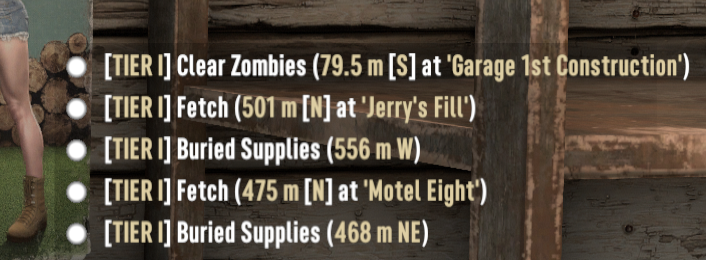 [TIER I] Clear Zombies (79.5 m [S] at 'Garage 1st Construction')
[TIER I] Fetch (501 m [N] at 'Jerry's Fill')
[TIER I] Buried Supplies (556 m W)
[TIER I] Fetch (475 m [N] at 'Motel Eight')
[TIER I] Buried Supplies (468 m NE)